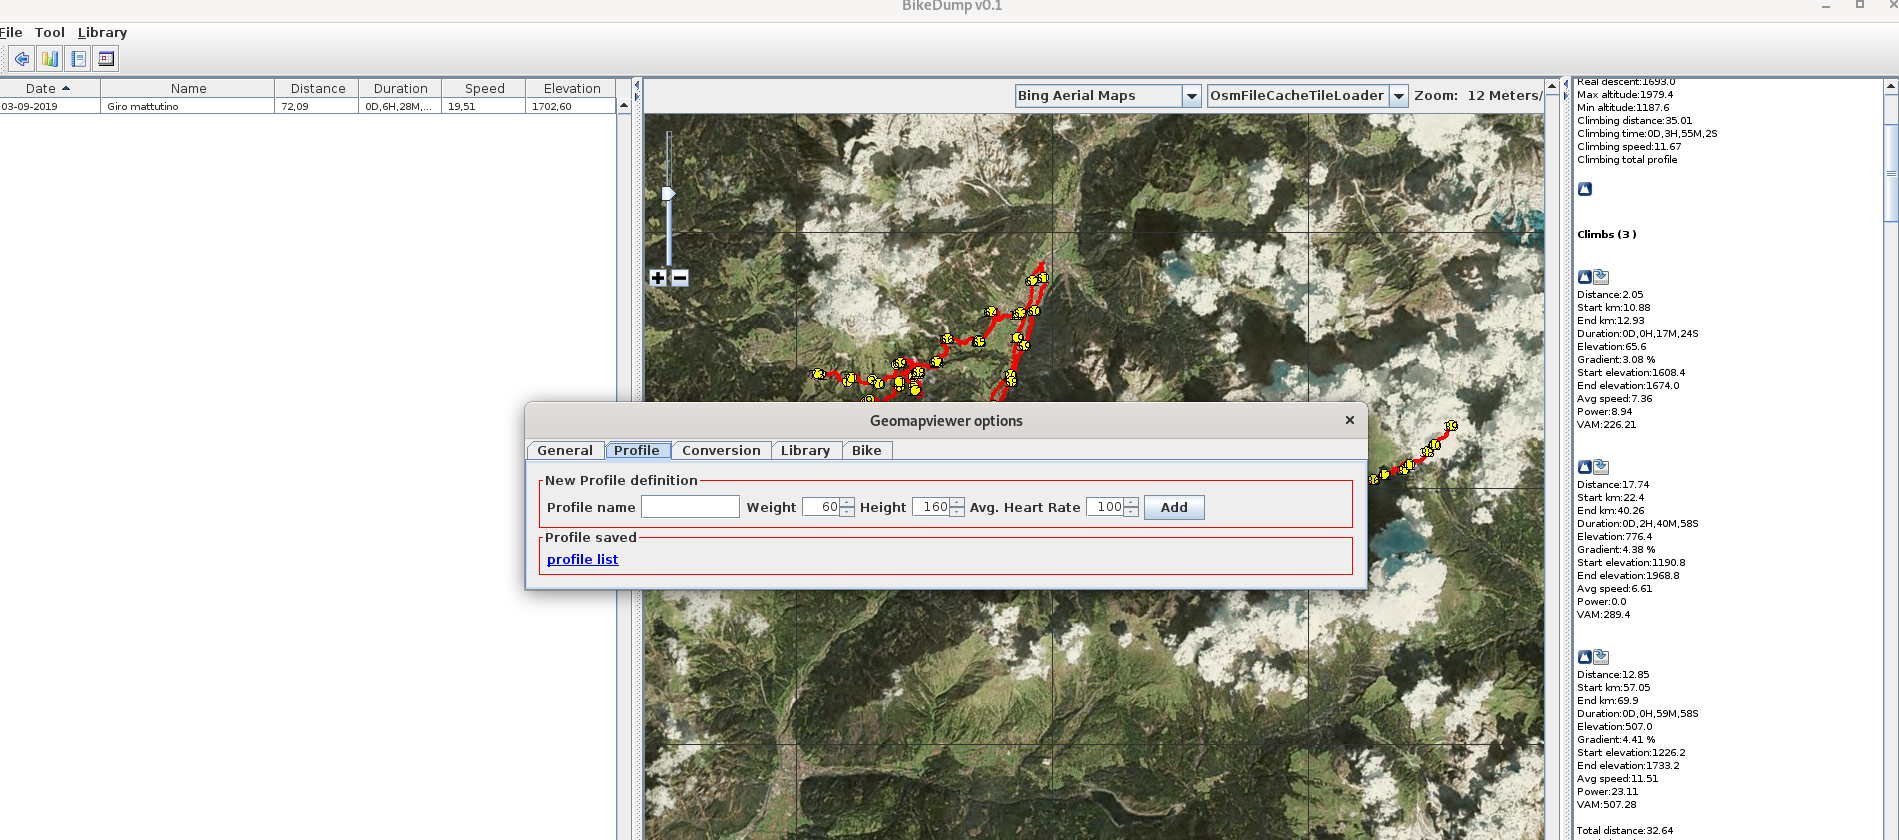 BikeDump v0.1
File Tool Library
Date Name Distance Duration Speed Elevation
03-09-2019 Giro mattutino 72,09 0D,6H,28M,... 19,51 1702,60
Bing Aerial Maps OsmFileCacheTileLoader Zoom: 12 Meters/
Geomapviewer options
General Profile Conversion Library Bike
New Profile definition
Profile name Weight 60 Height 160 Avg. Heart Rate 100 Add
Profile saved
profile list
Real descent:1693.0
Max altitude:1979.4
Min altitude:1187.6
Climbing distance:35.01
Climbing time:0D,3H,55M,2S
Climbing speed:11.67
Climbing total profile
Climbs (3 )
Distance:2.05
Start km:10.88
End km:12.93
Duration:0D,0H,17M,24S
Elevation:65.6
Gradient:3.08 %
Start elevation:1608.4
End elevation:1674.0
Avg speed:7.36
Power:8.94
VAM:226.21
Distance:17.74
Start km:22.4
End km:40.26
Duration:0D,2H,40M,58S
Elevation:776.4
Gradient:4.38 %
Start elevation:1190.8
End elevation:1968.8
Avg speed:6.61
Power:0.0
VAM:289.4
Distance:12.85
Start km:57.05
End km:69.9
Duration:0D,0H,59M,58S
Elevation:507.0
Gradient:4.41 %
Start elevation:1226.2
End elevation:1733.2
Avg speed:11.51
Power:23.11
VAM:507.28
Total distance:32.64